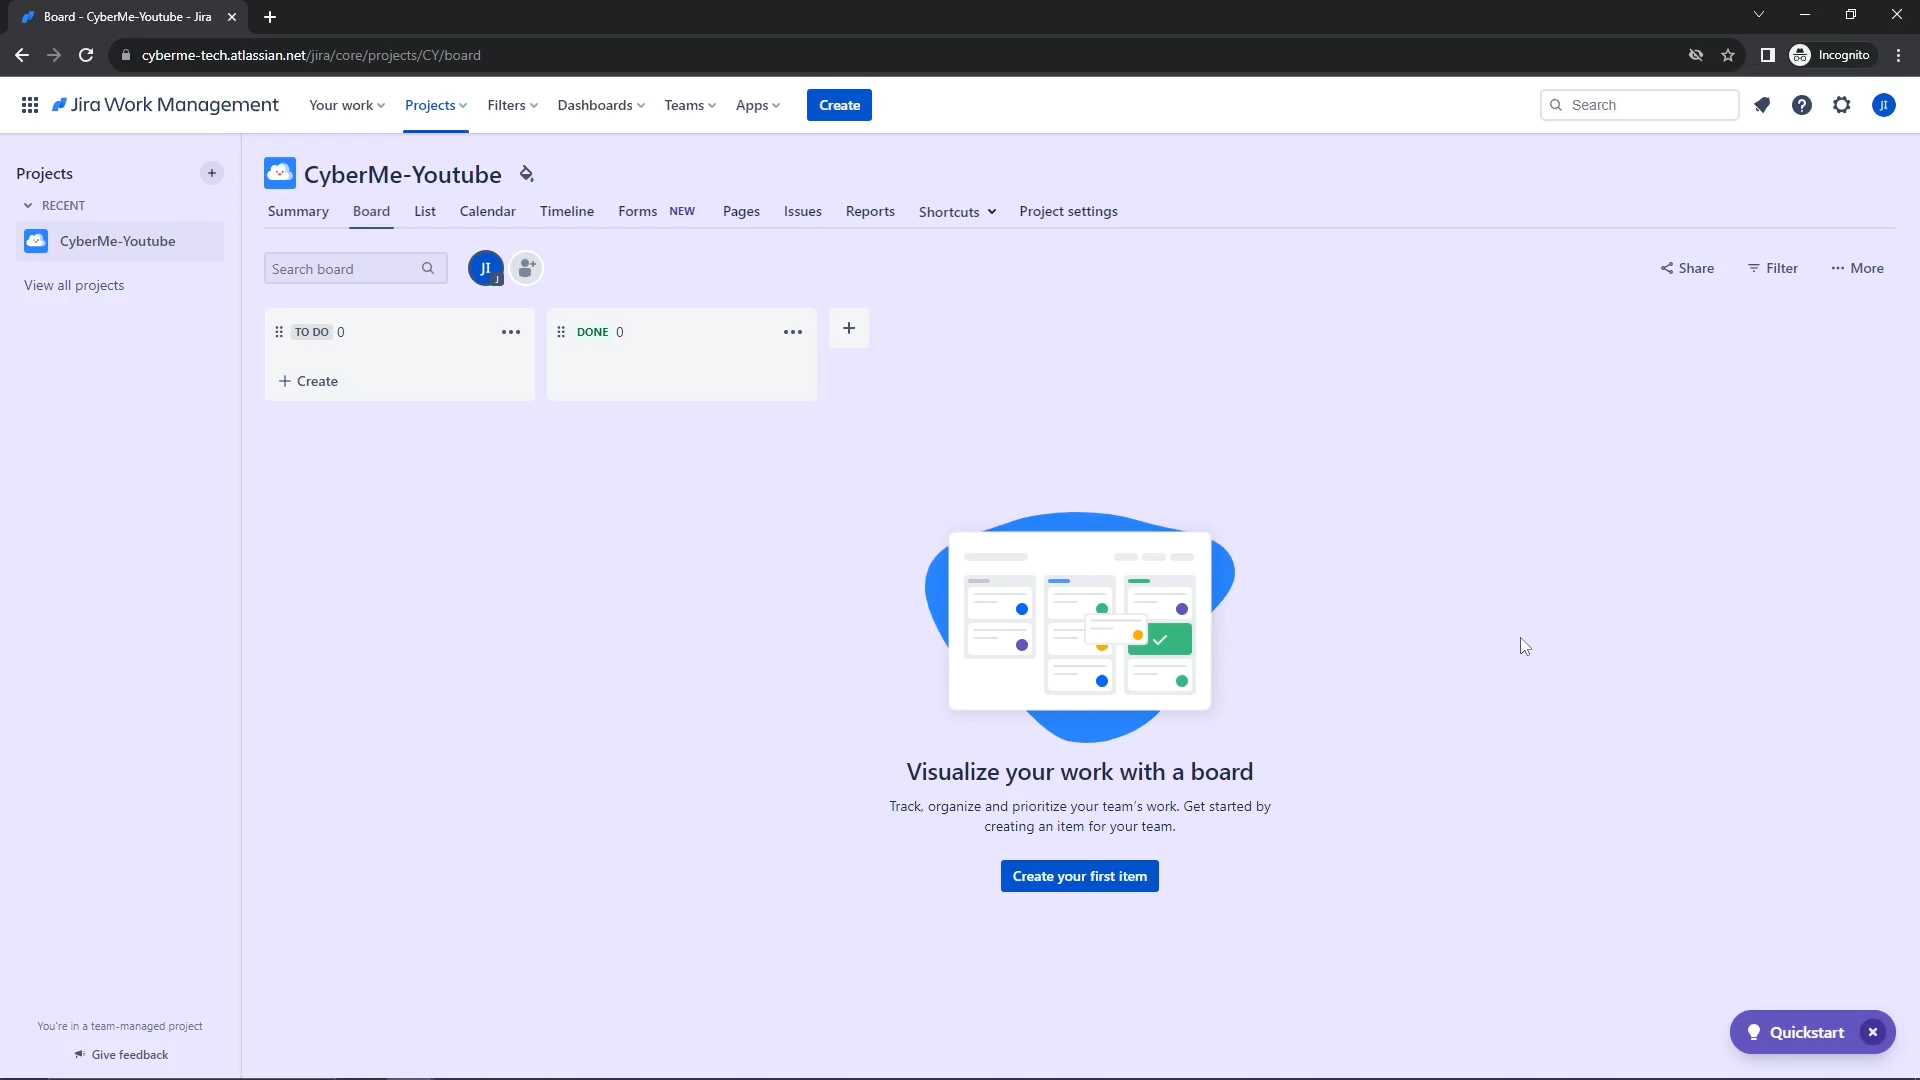 Board - CyberMe-Youtube - Jira
cyberme-tech.atlassian.net/jira/core/projects/CY/board
Incognito
Jira Work Management
Your work
Projects
Filters
Dashboards
Teams
Apps
Create
Search
JI
Projects
RECENT
CyberMe-Youtube
View all projects
CyberMe-Youtube
Summary
Board
List
Calendar
Timeline
Forms NEW
Pages
Issues
Reports
Shortcuts
Project settings
Search board
JI
J
Share
Filter
More
TO DO 0
DONE 0
Create
Visualize your work with a board
Track, organize and prioritize your team's work. Get started by
creating an item for your team.
Create your first item
You're in a team-managed project
Give feedback
Quickstart